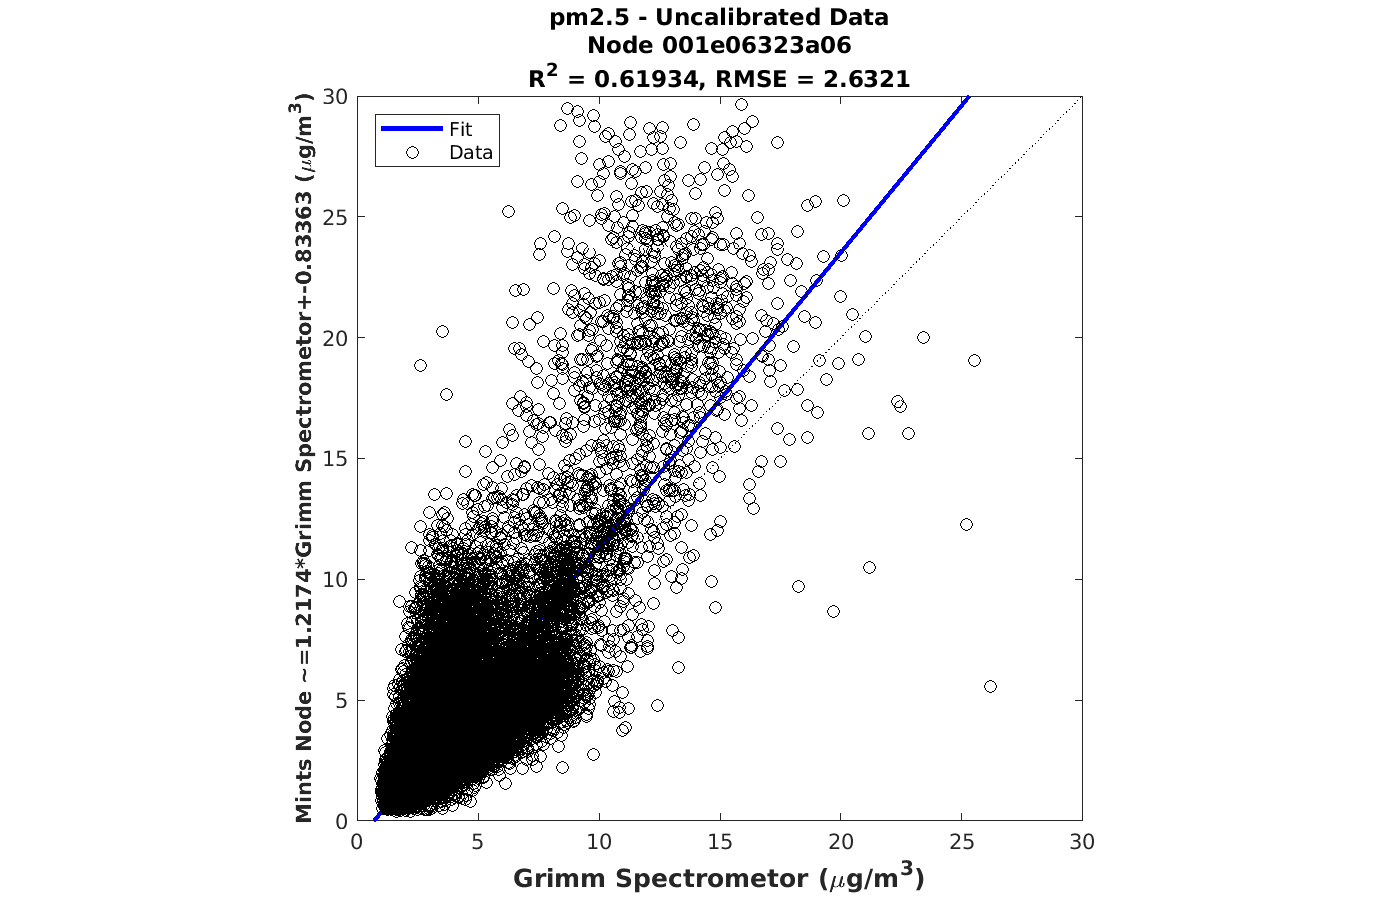 pm2.5 - Uncalibrated Data
Node 001e06323a06
R² = 0.61934, RMSE = 2.6321
Mints Node ~=1.2174*Grimm Spectrometor+-0.83363 (μg/m³)
Fit
Data
30
25
20
15
10
5
0
0 5 10 15 20 25 30
Grimm Spectrometor (μg/m³)